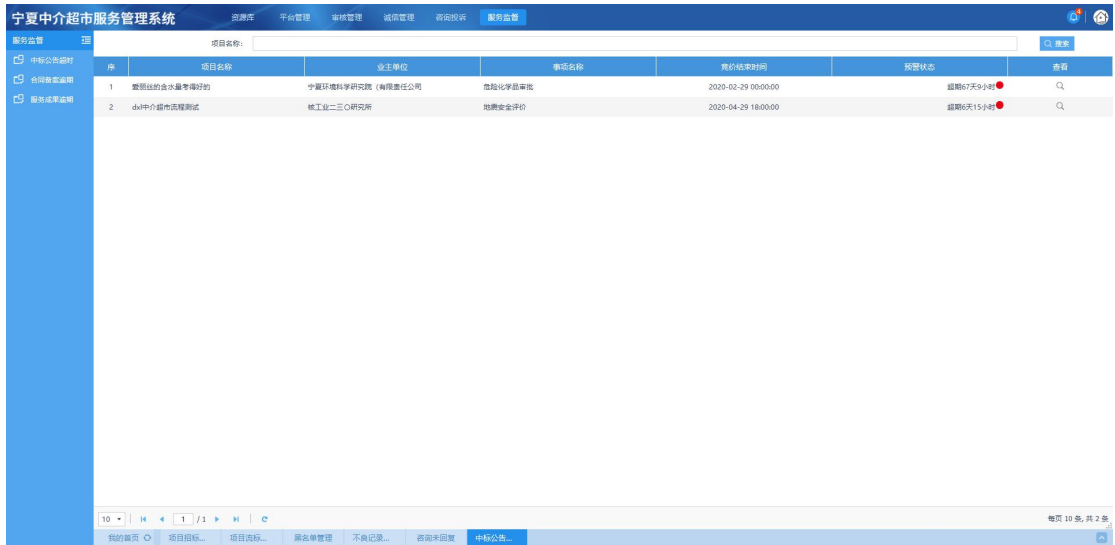 宁夏中介超市服务管理系统 资源库 平台管理 审核管理 诚信管理 咨询投诉 服务监督 4
服务监督
项目名称: 搜索
中标公告超时
合同备案逾期
服务成果逾期
序 项目名称 业主单位 事项名称 竞价结束时间 预警状态 查看
1 爱丽丝的含水量考得好的 宁夏环境科学研究院（有限责任公司 危险化学品审批 2020-02-29 00:00:00 超期67天9小时
2 dxl中介超市流程测试 核工业二三〇研究所 地震安全评价 2020-04-29 18:00:00 超期6天15小时
10 1 / 1 每页 10 条, 共 2 条
我的首页 项目招标... 项目流标... 黑名单管理 不良记录... 咨询未回复 中标公告...